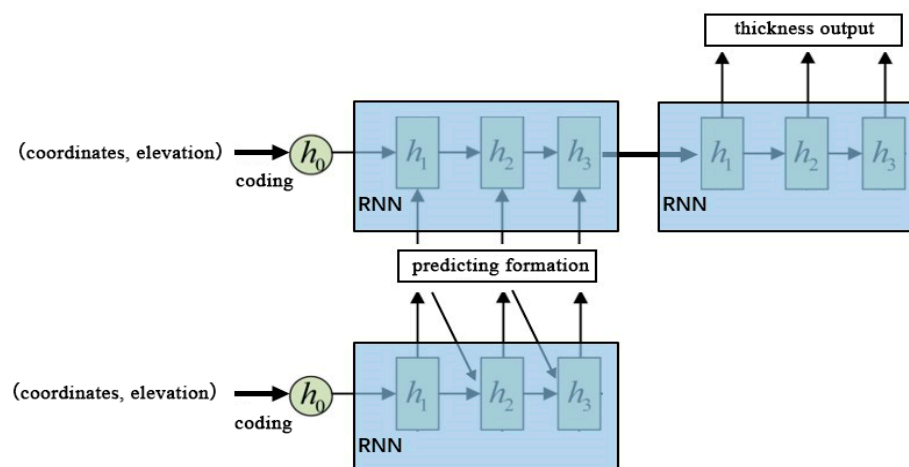 thickness output
(coordinates, elevation)
coding
h0
h1
h2
h3
RNN
h1
h2
h3
RNN
predicting formation
(coordinates, elevation)
coding
h0
h1
h2
h3
RNN